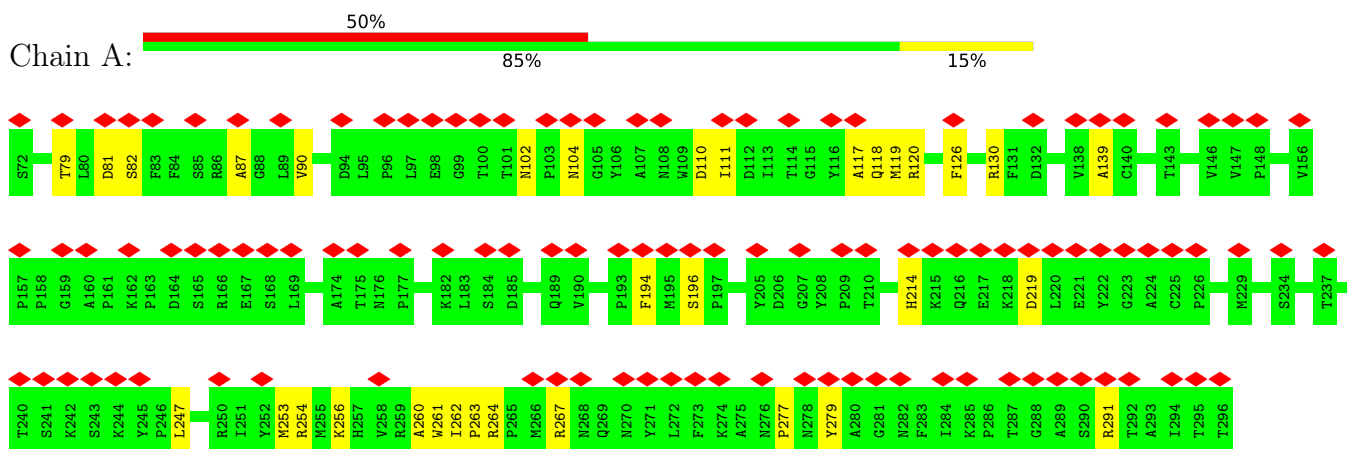 50%
Chain A:
85% 15%
S72 T79 L80 D81 S82 F83 F84 S85 R86 A87 G88 L89 V90 D94 L95 P96 L97 E98 G99 T100 T101 N102 P103 N104 G105 Y106 A107 N108 W109 D110 I111 D112 I113 T114 G115 Y116 A117 Q118 M119 R120 F126 R130 F131 D132 V138 A139 C140 T143 V146 V147 P148 V156
P157 P158 G159 A160 P161 K162 P163 D164 S165 R166 E167 S168 L169 A174 T175 N176 P177 K182 L183 S184 D185 Q189 V190 P193 F194 M195 S196 P197 Y205 D206 G207 Y208 P209 T210 H214 K215 Q216 E217 K218 D219 L220 E221 Y222 G223 A224 C225 P226 M229 S234 T237
T240 S241 K242 S243 K244 Y245 P246 L247 R250 I251 Y252 M253 R254 M255 K256 H257 V258 R259 A260 W261 I262 P263 R264 P265 M266 R267 N268 Q269 N270 Y271 L272 F273 K274 A275 N276 P277 N278 Y279 A280 G281 N282 F283 I284 K285 P286 T287 G288 A289 S290 R291 T292 A293 I294 T295 T296